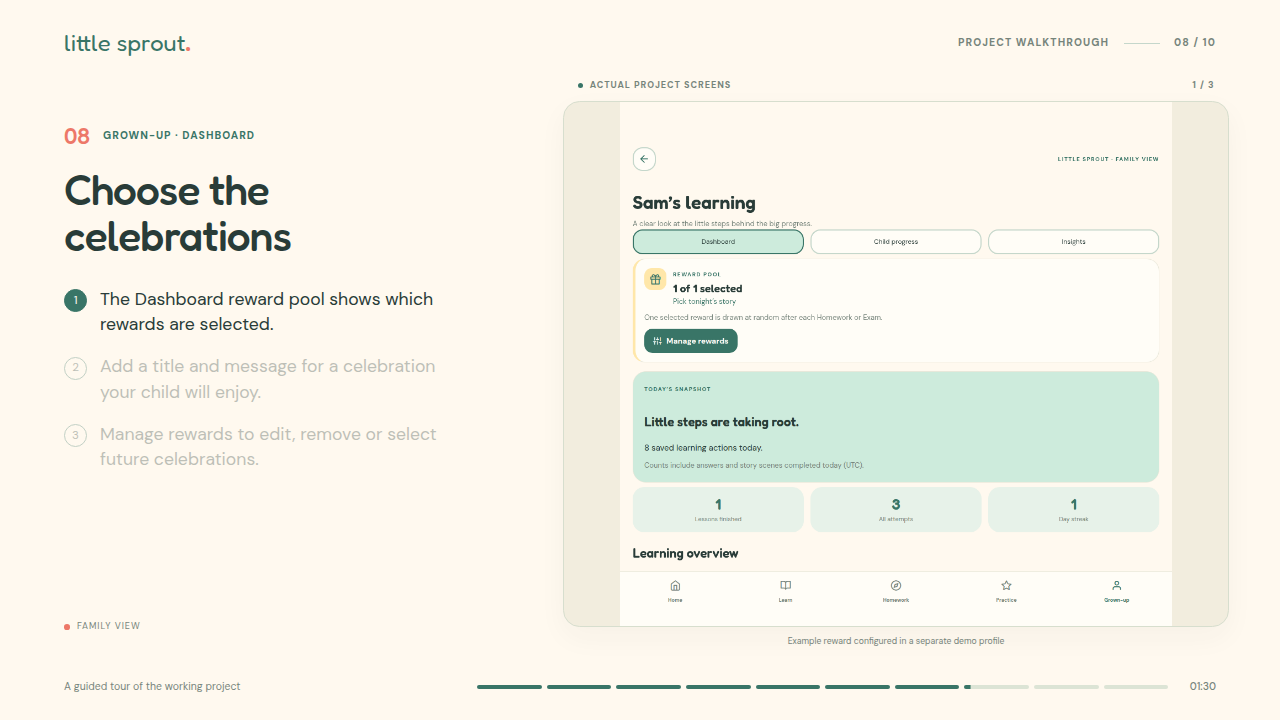 little sprout.
PROJECT WALKTHROUGH
08 / 10
ACTUAL PROJECT SCREENS
1 / 3
08 GROWN-UP · DASHBOARD
Choose the
celebrations
1 The Dashboard reward pool shows which
rewards are selected.
2 Add a title and message for a celebration
your child will enjoy.
3 Manage rewards to edit, remove or select
future celebrations.
FAMILY VIEW
LITTLE SPROUT · FAMILY VIEW
Sam's learning
A clear look at the little steps behind the big progress.
Dashboard
Child progress
Insights
REWARD POOL
1 of 1 selected
Pick tonight's story
One selected reward is drawn at random after each Homework or Exam.
Manage rewards
TODAY'S SNAPSHOT
Little steps are taking root.
8 saved learning actions today.
Counts include answers and story scenes completed today (UTC).
1
Lessons finished
3
All attempts
1
Day streak
Learning overview
Home
Learn
Homework
Practice
Grown-up
Example reward configured in a separate demo profile
A guided tour of the working project
01:30